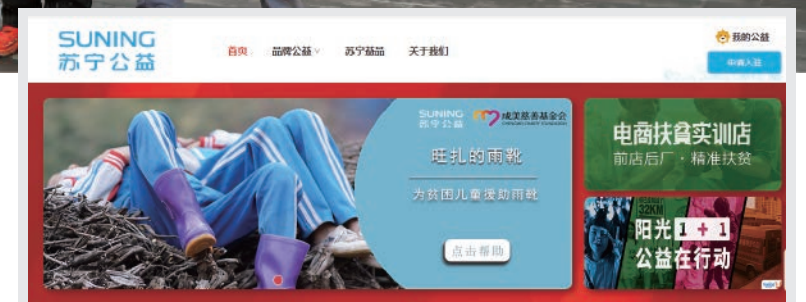 SUNING
苏宁公益
首页 品牌公益 苏宁益品 关于我们
我的公益
申请入驻
SUNING
苏宁公益
成美慈善基金会
旺扎的雨靴
为贫困儿童援助雨靴
点击帮助
电商扶贫实训店
前店后厂·精准扶贫
32KM
阳光1+1
公益在行动